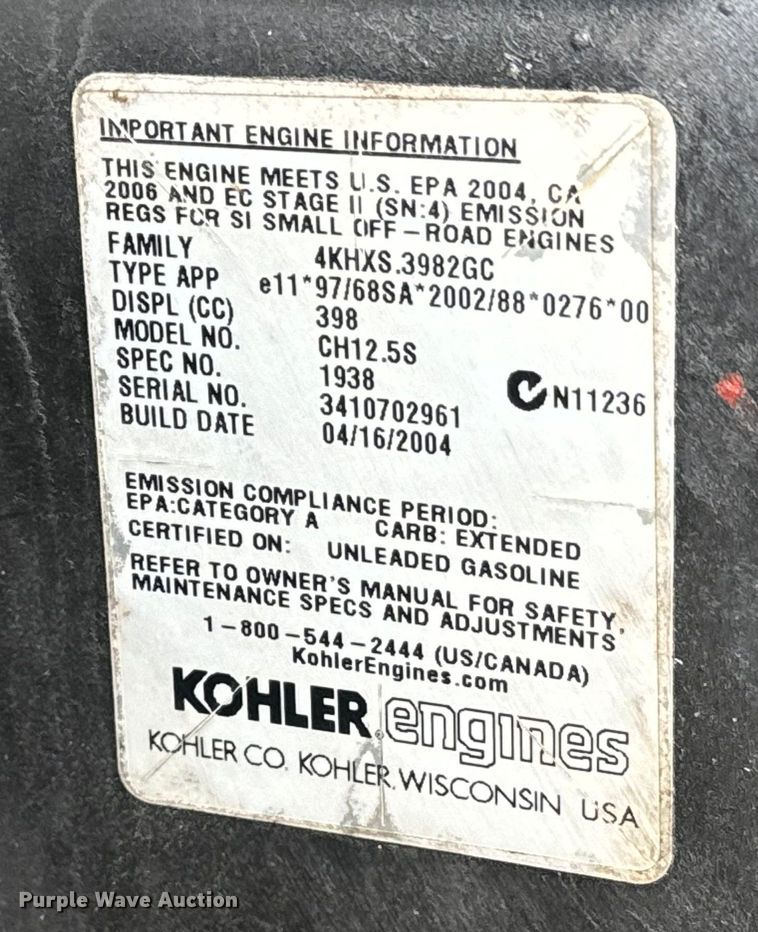 IMPORTANT ENGINE INFORMATION
THIS ENGINE MEETS U.S. EPA 2004, CA
2006 AND EC STAGE II (SN:4) EMISSION
REGS FOR SI SMALL OFF-ROAD ENGINES
FAMILY 4KHXS.3982GC
TYPE APP e11*97/68SA*2002/88*0276*00
DISPL (CC) 398
MODEL NO. CH12.5S
SPEC NO. 1938
SERIAL NO. 3410702961
N11236
BUILD DATE 04/16/2004
EMISSION COMPLIANCE PERIOD:
EPA:CATEGORY A CARB: EXTENDED
CERTIFIED ON: UNLEADED GASOLINE
REFER TO OWNER'S MANUAL FOR SAFETY,
MAINTENANCE SPECS AND ADJUSTMENTS
1-800-544-2444 (US/CANADA)
KohlerEngines.com
KOHLER® engines
KOHLER CO. KOHLER, WISCONSIN USA
Purple Wave Auction